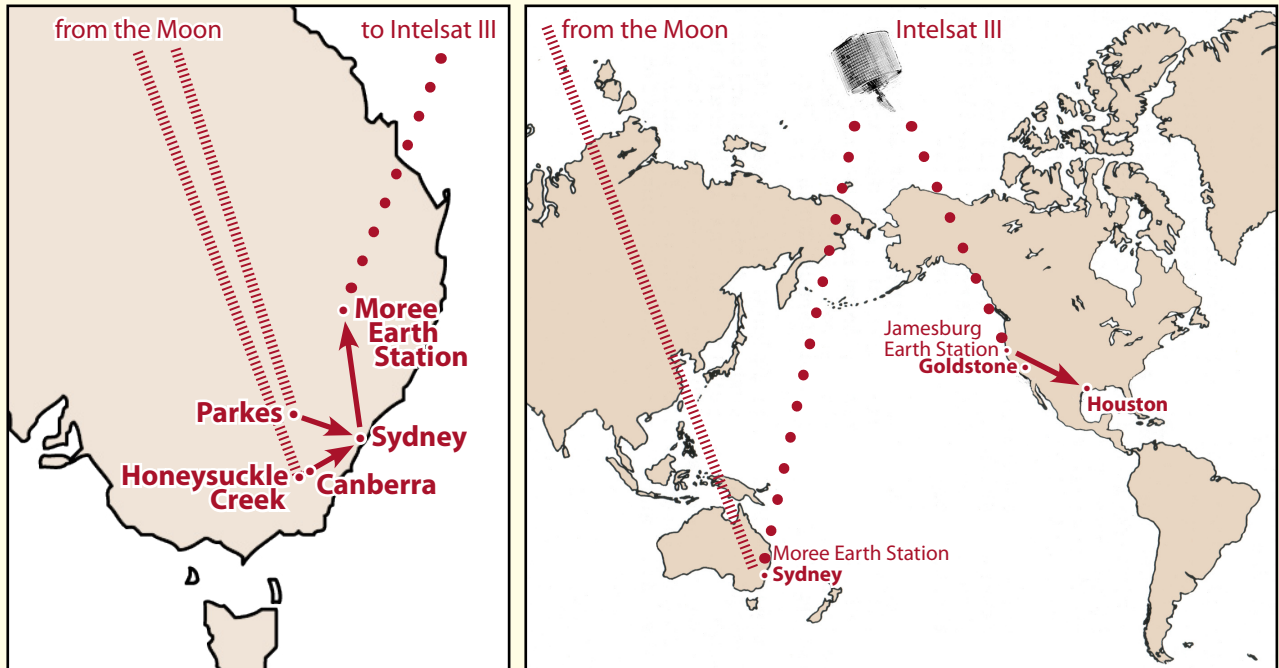 from the Moon
to Intelsat III
Moree
Earth
Station
Parkes
Sydney
Honeysuckle
Creek
Canberra
from the Moon
Intelsat III
Jamesburg
Earth Station
Goldstone
Houston
Moree Earth Station
Sydney